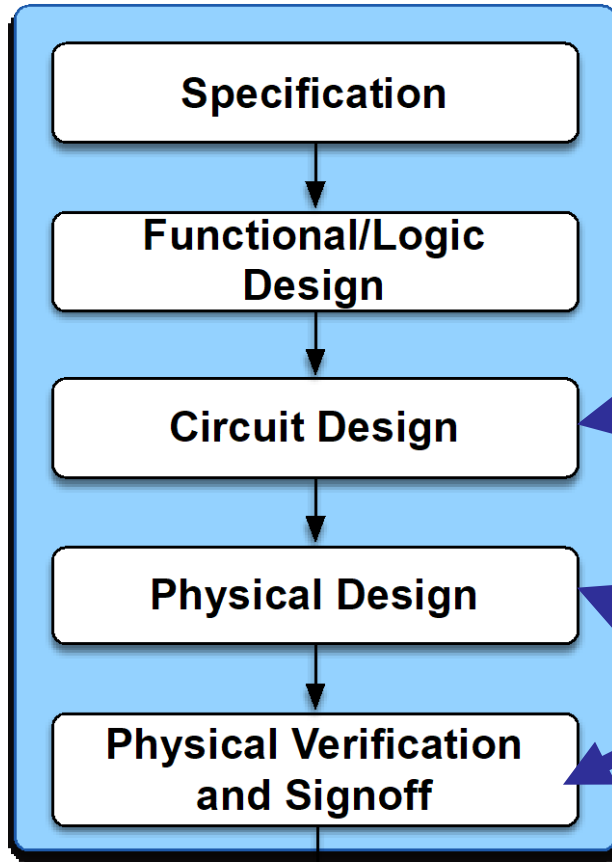 Specification
Functional/Logic
Design
Circuit Design
Physical Design
Physical Verification
and Signoff